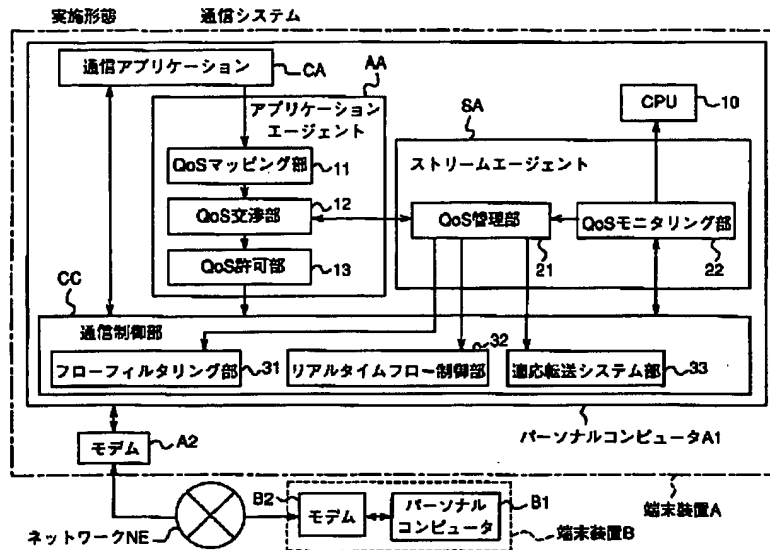 実施形態 通信システム
通信アプリケーション
CA
AA
アプリケーション
エージェント
QoSマッピング部
11
QoS交渉部
12
QoS許可部
13
SA
ストリームエージェント
QoS管理部
21
QoSモニタリング部
22
CPU
10
CC
通信制御部
フローフィルタリング部
31
リアルタイムフロー制御部
32
適応転送システム部
33
パーソナルコンピュータA1
モデム
A2
端末装置A
ネットワークNE
B2
モデム
パーソナル
コンピュータ
B1
端末装置B